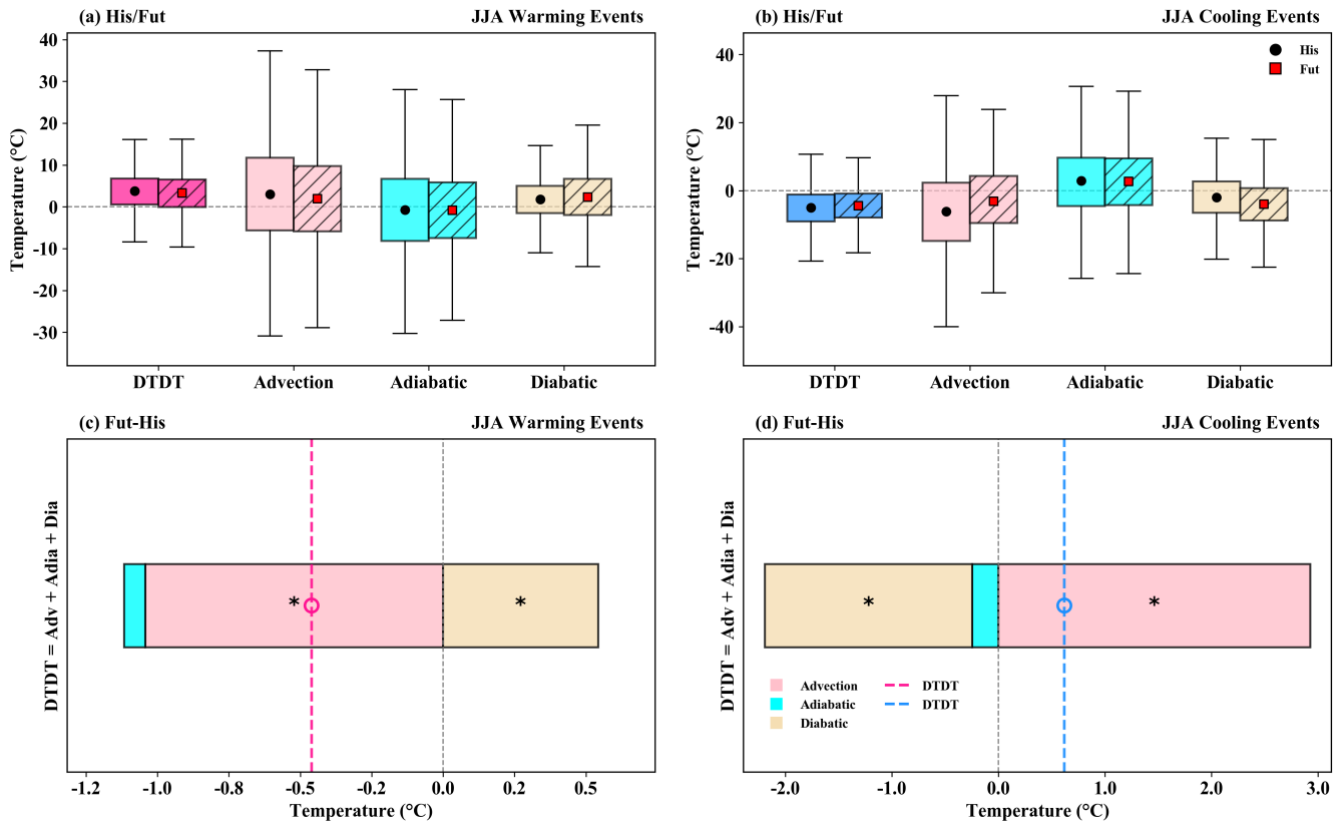 (a) His/Fut JJA Warming Events
40
30
20
10
0
-10
-20
-30
Temperature (°C)
DTDT Advection Adiabatic Diabatic
(b) His/Fut JJA Cooling Events
His
Fut
40
20
0
-20
-40
Temperature (°C)
DTDT Advection Adiabatic Diabatic
(c) Fut-His JJA Warming Events
DTDT = Adv + Adia + Dia
* *
-1.2 -1.0 -0.8 -0.5 -0.2 0.0 0.2 0.5
Temperature (°C)
(d) Fut-His JJA Cooling Events
DTDT = Adv + Adia + Dia
* *
Advection DTDT
Adiabatic DTDT
Diabatic
-2.0 -1.0 0.0 1.0 2.0 3.0
Temperature (°C)